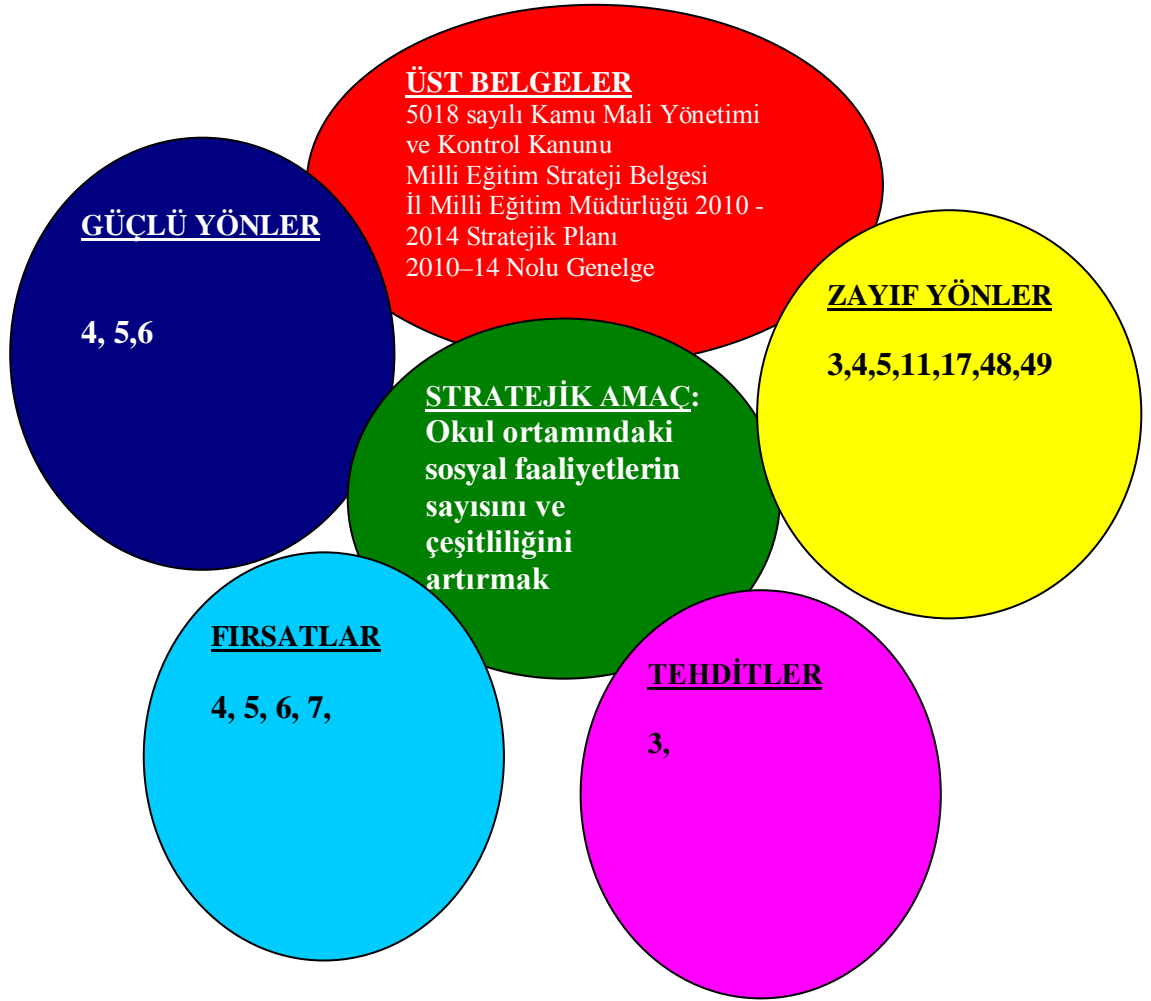 ÜST BELGELER
5018 sayılı Kamu Mali Yönetimi
ve Kontrol Kanunu
Milli Eğitim Strateji Belgesi
İl Milli Eğitim Müdürlüğü 2010 -
2014 Stratejik Planı
2010–14 Nolu Genelge
GÜÇLÜ YÖNLER
4, 5,6
ZAYIF YÖNLER
3,4,5,11,17,48,49
STRATEJİK AMAÇ:
Okul ortamındaki
sosyal faaliyetlerin
sayısını ve
çeşitliliğini
artırmak
FIRSATLAR
4, 5, 6, 7,
TEHDİTLER
3,